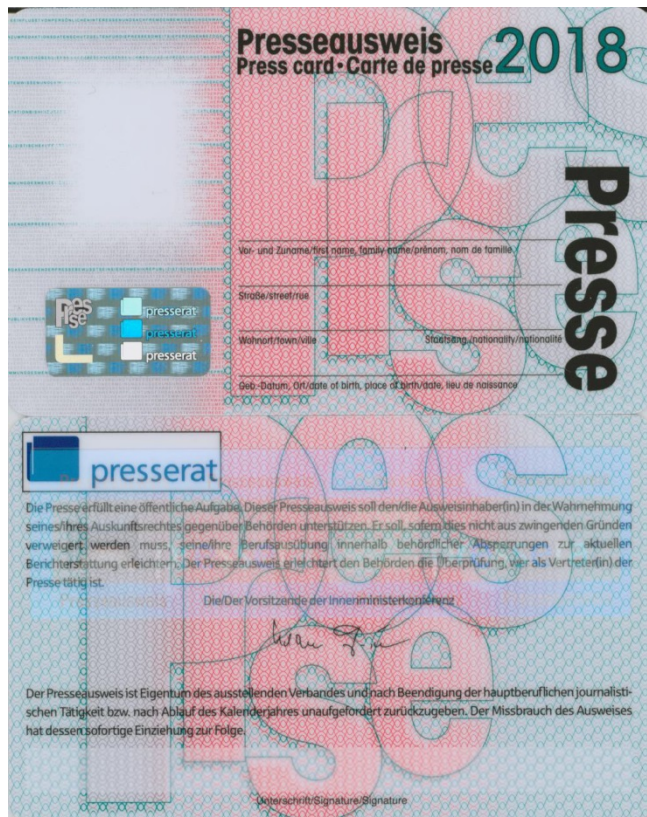 Presseausweis 2018
Press card • Carte de presse
Presse
Vor- und Zuname/first name, family name/prénom, nom de famille
Straße/street/rue
Wohnort/town/ville Staatsang./nationality/nationalité
Geb.-Datum, Ort/date of birth, place of birth/date, lieu de naissance
Presse
presserat
presserat
presserat
presserat
Die Presse erfüllt eine öffentliche Aufgabe. Dieser Presseausweis soll den/die Ausweisinhaber(in) in der Wahrnehmung
seines/ihres Auskunftsrechtes gegenüber Behörden unterstützen. Er soll, sofern dies nicht aus zwingenden Gründen
verweigert werden muss, seine/ihre Berufsausübung innerhalb behördlicher Absperrungen zur aktuellen
Berichterstattung erleichtern. Der Presseausweis erleichtert den Behörden die Überprüfung, wer als Vertreter(in) der
Presse tätig ist.
Die/Der Vorsitzende der Innenministerkonferenz
Der Presseausweis ist Eigentum des ausstellenden Verbandes und nach Beendigung der hauptberuflichen journalisti-
schen Tätigkeit bzw. nach Ablauf des Kalenderjahres unaufgefordert zurückzugeben. Der Missbrauch des Ausweises
hat dessen sofortige Einziehung zur Folge.
Unterschrift/Signature/Signature